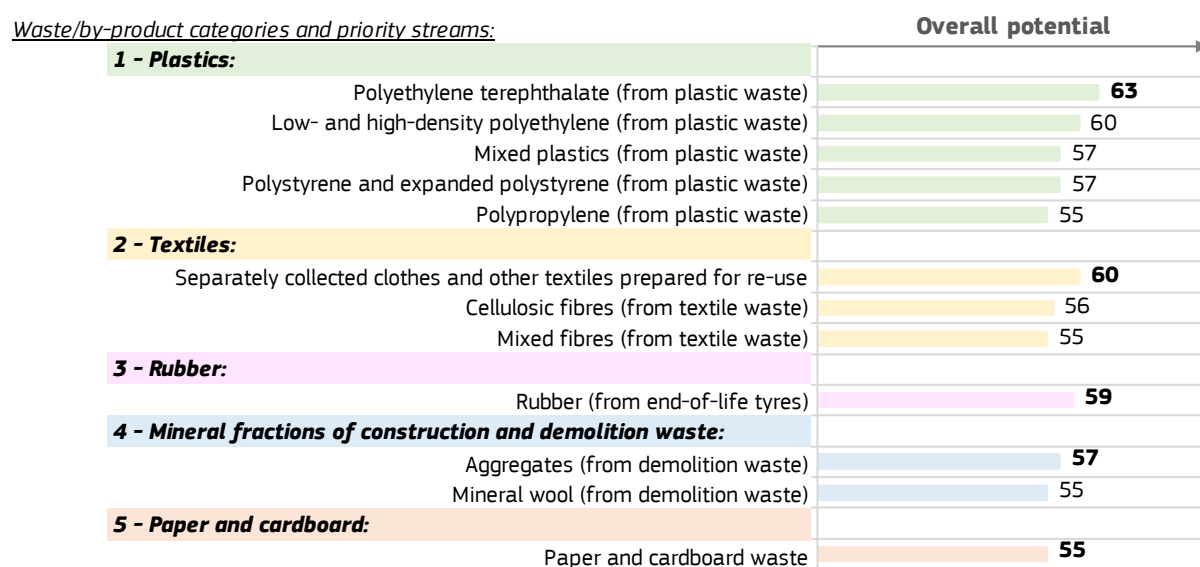 Waste/by-product categories and priority streams:
Overall potential
1 - Plastics:
Polyethylene terephthalate (from plastic waste) 63
Low- and high-density polyethylene (from plastic waste) 60
Mixed plastics (from plastic waste) 57
Polystyrene and expanded polystyrene (from plastic waste) 57
Polypropylene (from plastic waste) 55
2 - Textiles:
Separately collected clothes and other textiles prepared for re-use 60
Cellulosic fibres (from textile waste) 56
Mixed fibres (from textile waste) 55
3 - Rubber:
Rubber (from end-of-life tyres) 59
4 - Mineral fractions of construction and demolition waste:
Aggregates (from demolition waste) 57
Mineral wool (from demolition waste) 55
5 - Paper and cardboard:
Paper and cardboard waste 55